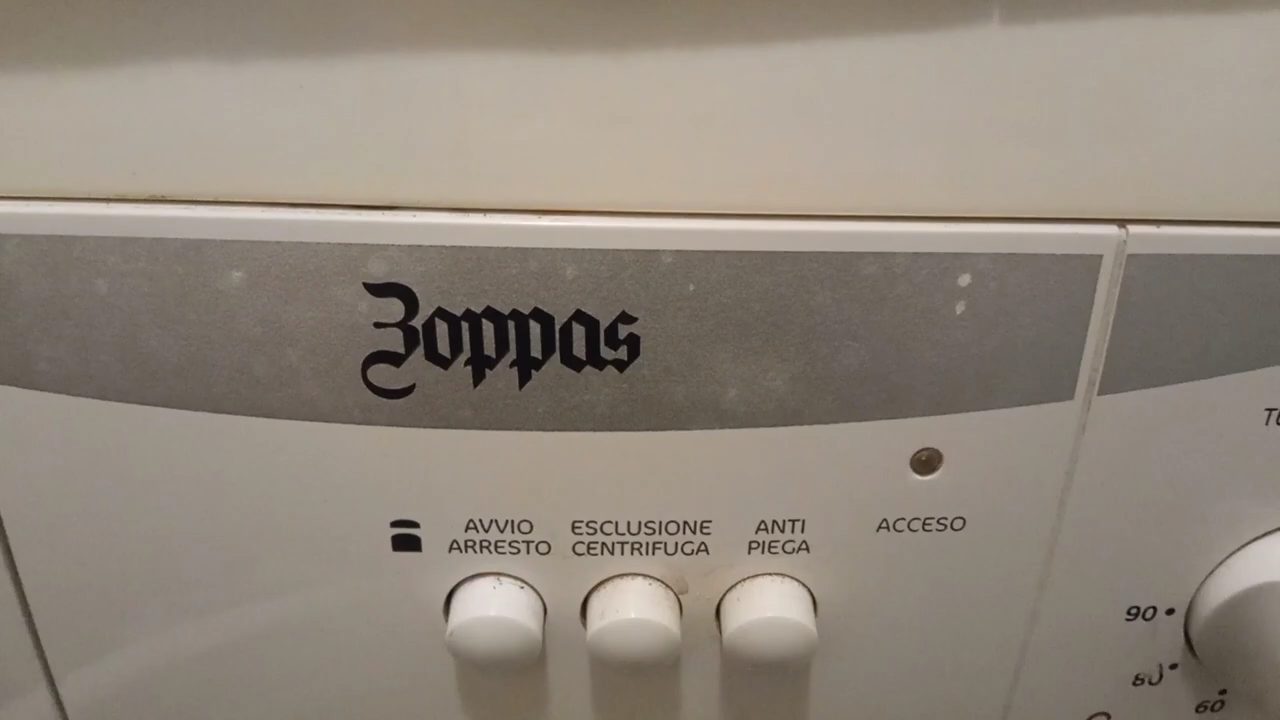 Zoppas
AVVIO
ARRESTO
ESCLUSIONE
CENTRIFUGA
ANTI
PIEGA
ACCESO
90
80
60